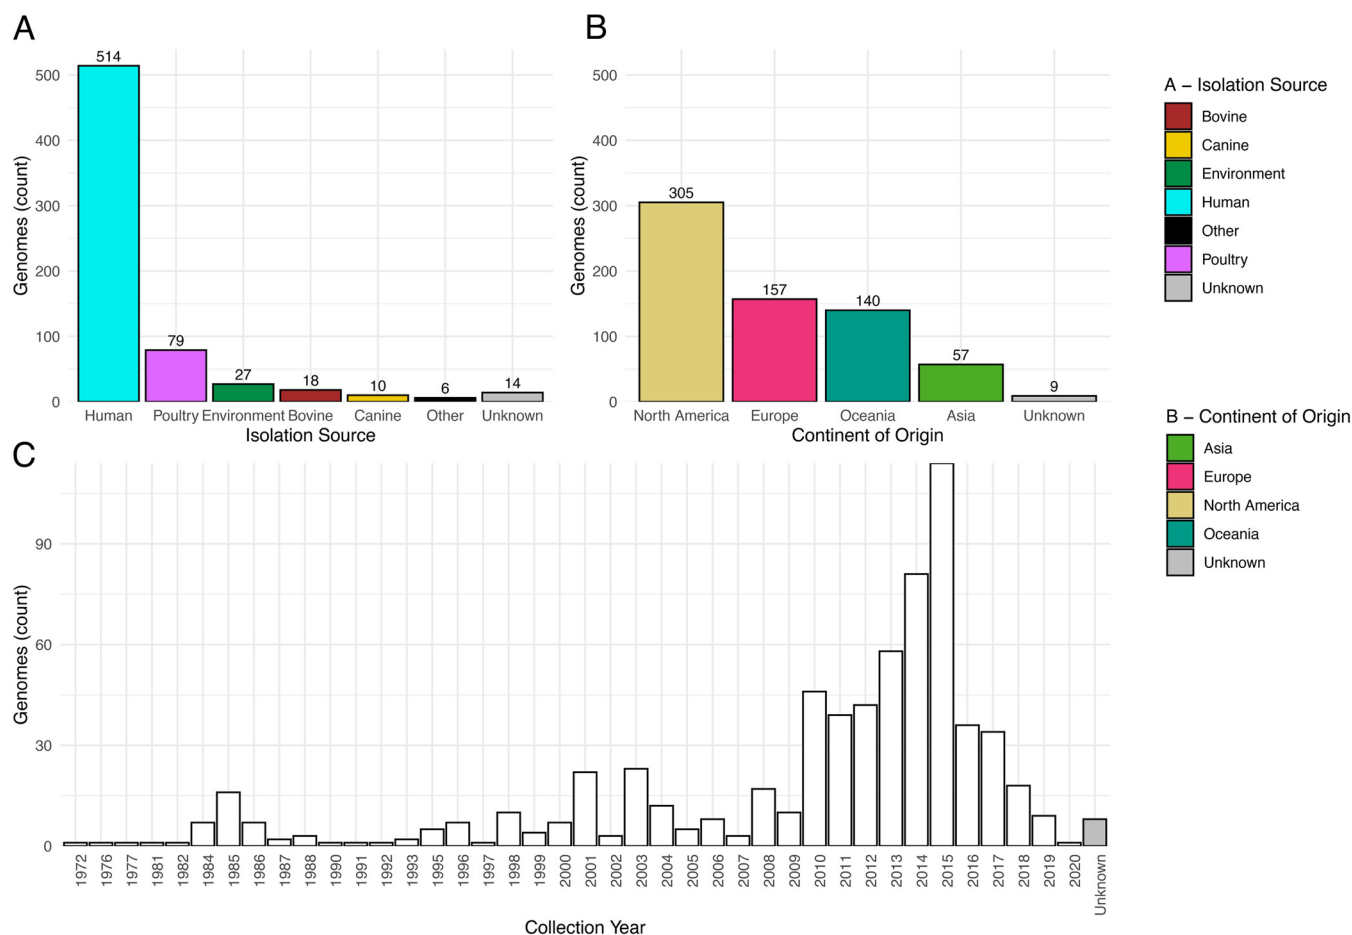 A
B
514
500
400
300
200
100
0
Genomes (count)
79
27
18
10
6
14
Human
Poultry
Environment
Bovine
Canine
Other
Unknown
Isolation Source
500
400
300
200
100
0
Genomes (count)
305
157
140
57
9
North America
Europe
Oceania
Asia
Unknown
Continent of Origin
A – Isolation Source
Bovine
Canine
Environment
Human
Other
Poultry
Unknown
B – Continent of Origin
Asia
Europe
North America
Oceania
Unknown
C
90
60
30
0
Genomes (count)
1972
1976
1977
1981
1982
1984
1985
1986
1987
1988
1990
1991
1992
1993
1995
1996
1997
1998
1999
2000
2001
2002
2003
2004
2005
2006
2007
2008
2009
2010
2011
2012
2013
2014
2015
2016
2017
2018
2019
2020
Unknown
Collection Year